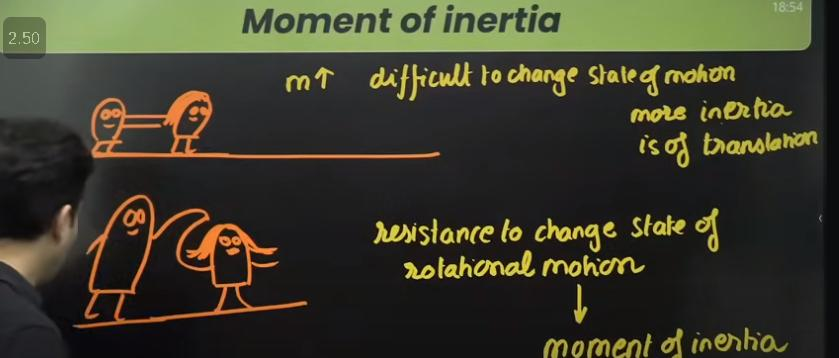 Moment of inertia
18:54
2.50
m↑ difficult to change state of motion
more inertia
is of translation
resistance to change state of
rotational motion
↓
moment of inertia